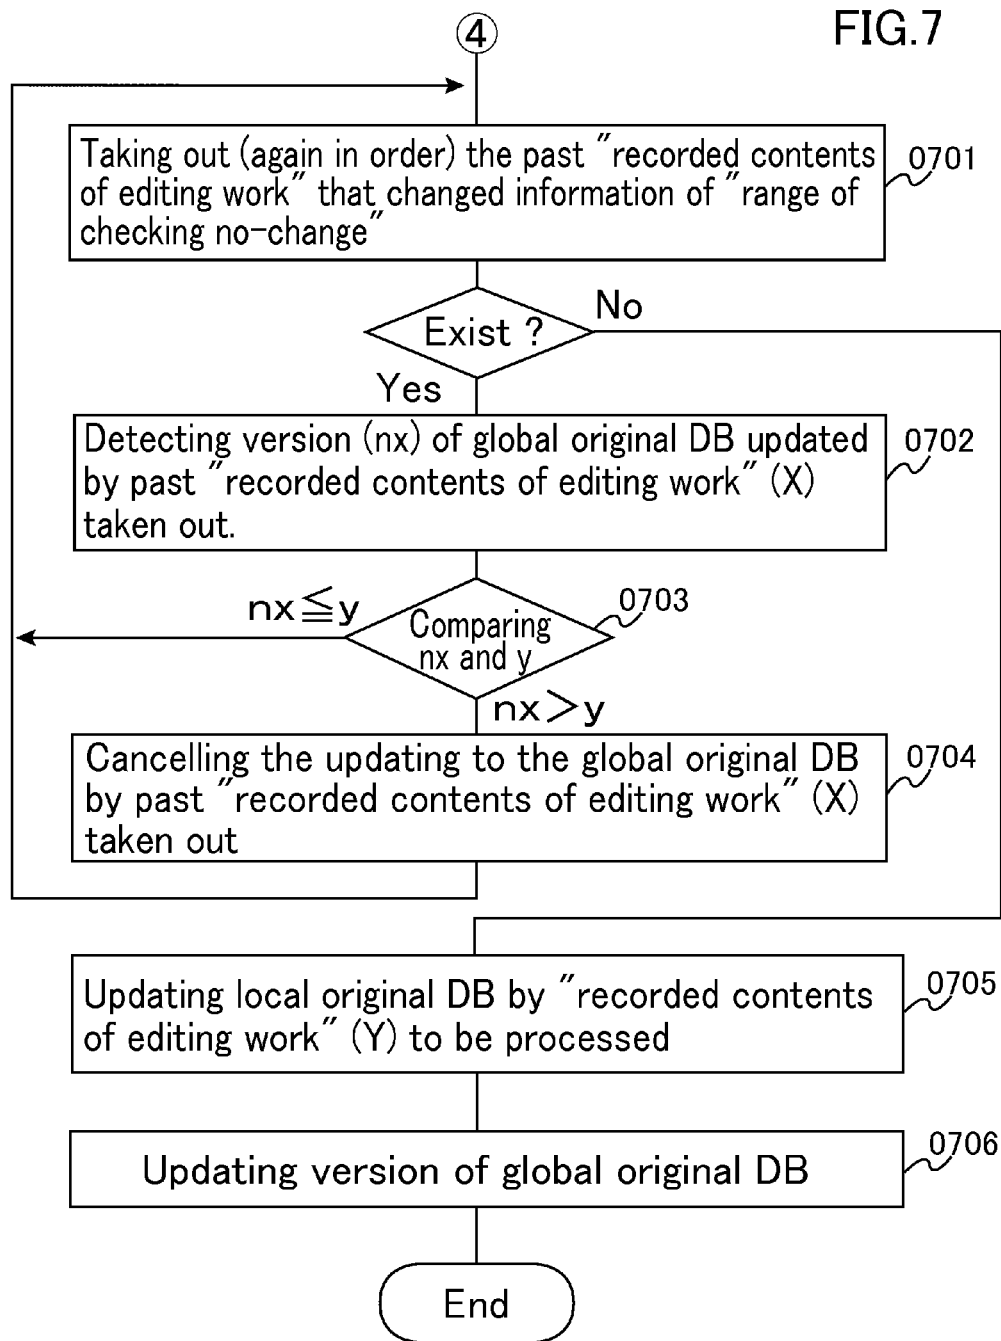 FIG.7
④
Taking out (again in order) the past "recorded contents
of editing work" that changed information of "range of
checking no-change"
0701
Exist ?
No
Yes
Detecting version (nx) of global original DB updated
by past "recorded contents of editing work" (X)
taken out.
0702
nx≦y
Comparing
nx and y
0703
nx>y
Cancelling the updating to the global original DB
by past "recorded contents of editing work" (X)
taken out
0704
Updating local original DB by "recorded contents
of editing work" (Y) to be processed
0705
Updating version of global original DB
0706
End